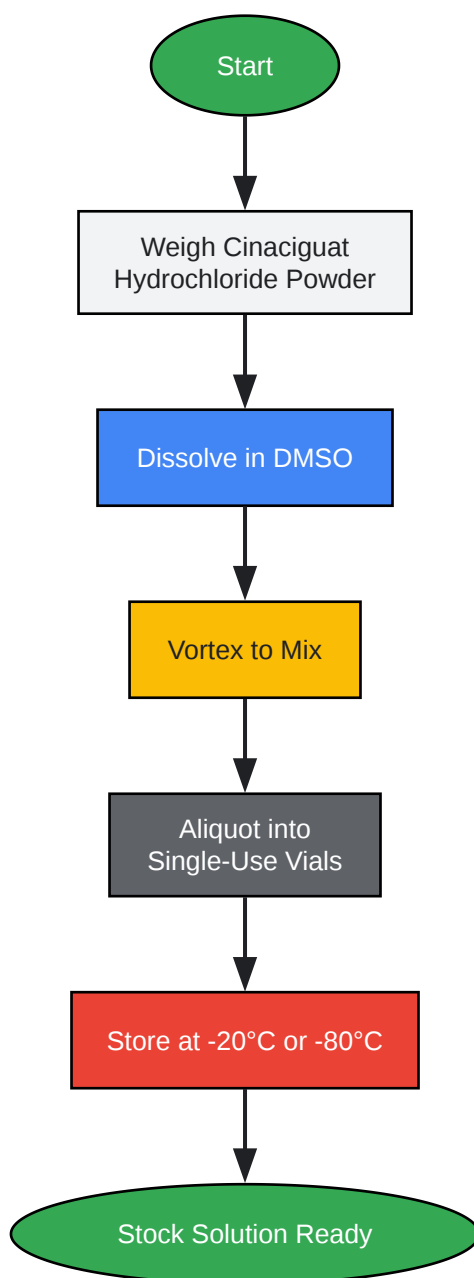 Start
Weigh Cinaciguat
Hydrochloride Powder
Dissolve in DMSO
Vortex to Mix
Aliquot into
Single-Use Vials
Store at -20°C or -80°C
Stock Solution Ready